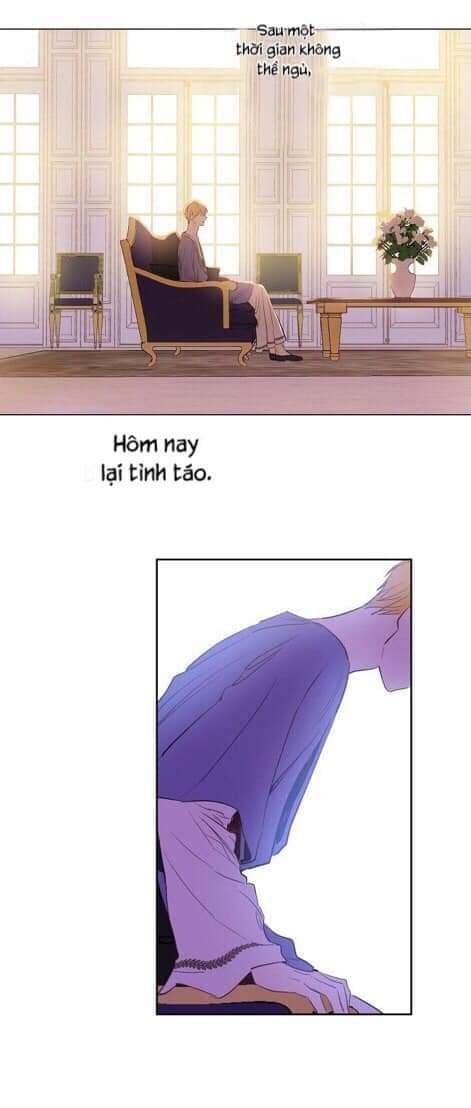 Sau một
thời gian không
thể ngủ,
Hôm nay
lại tỉnh táo.